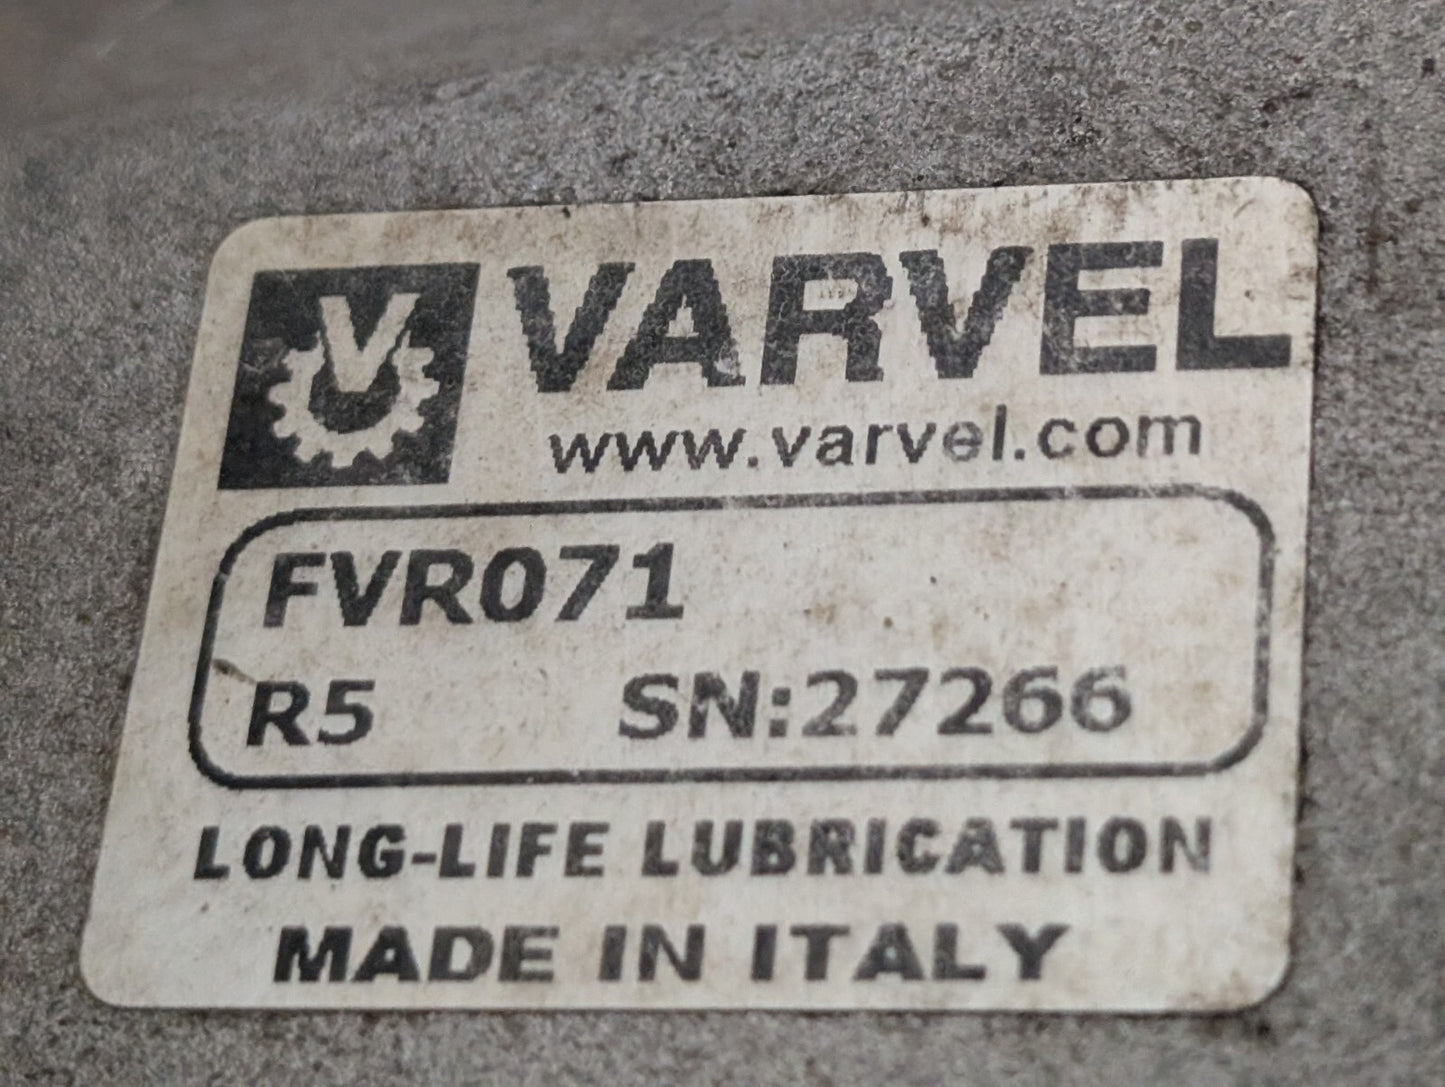 V VARVEL
www.varvel.com
FVR071
R5 SN:27266
LONG-LIFE LUBRICATION
MADE IN ITALY